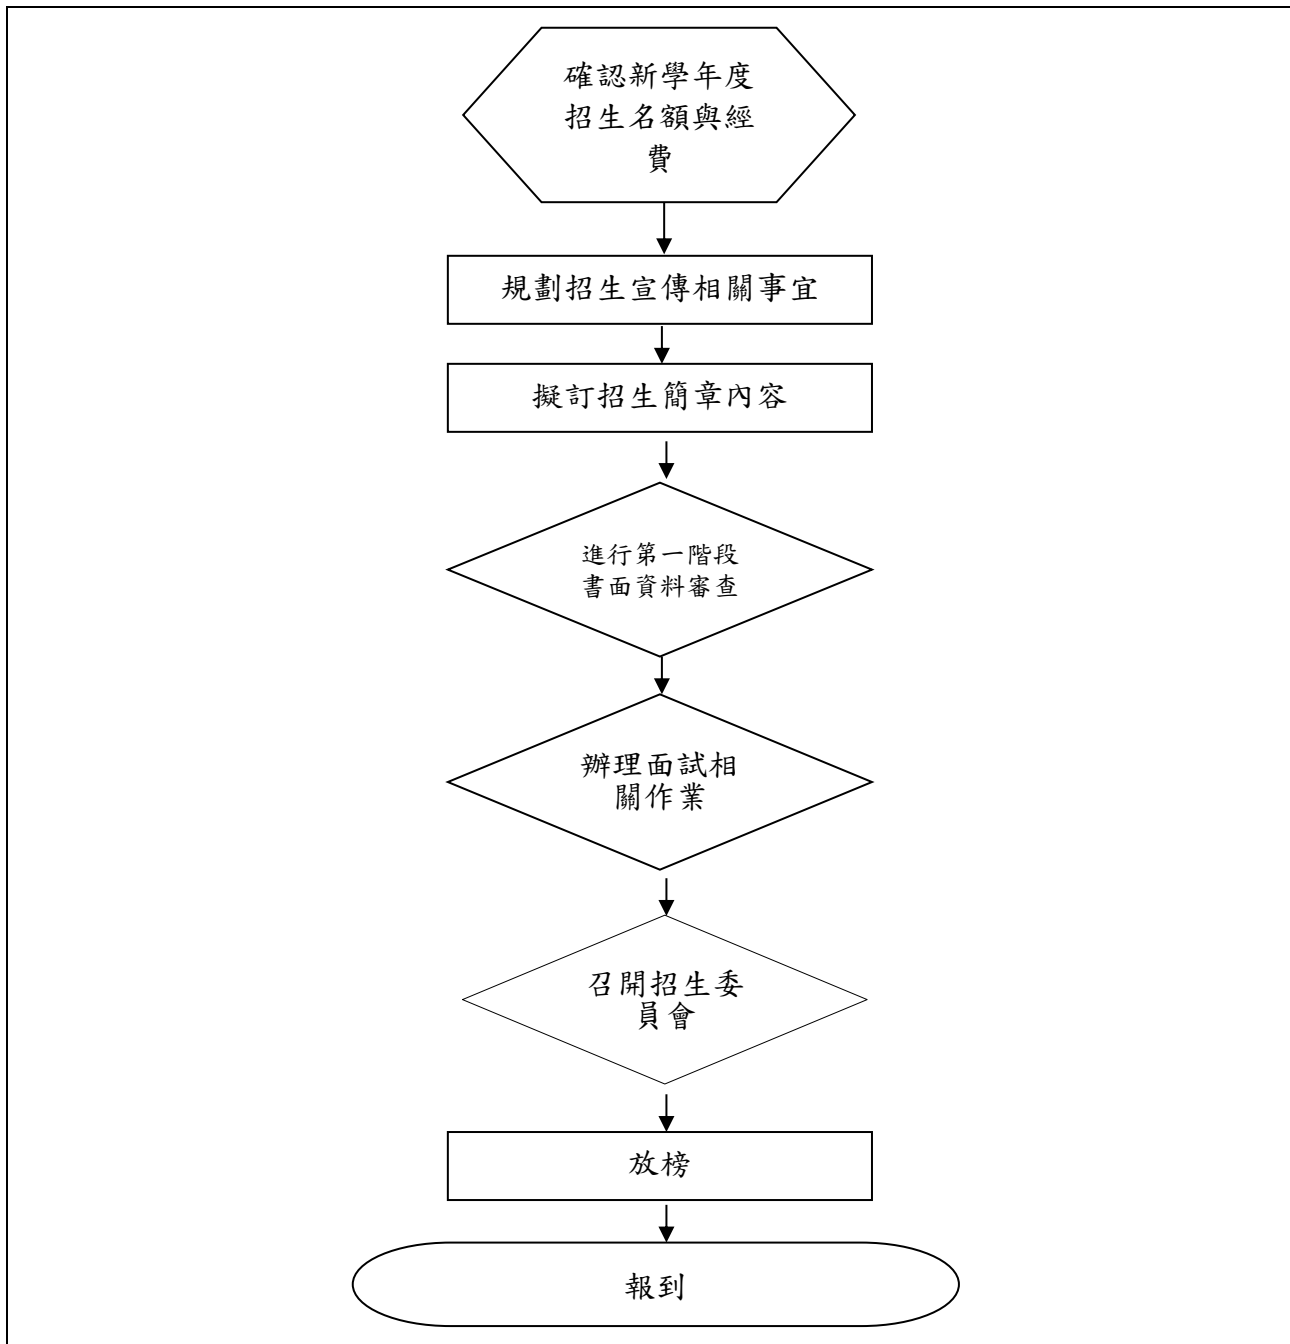 確認新學年度
招生名額與經
費
規劃招生宣傳相關事宜
擬訂招生簡章內容
進行第一階段
書面資料審查
辦理面試相
關作業
召開招生委
員會
放榜
報到